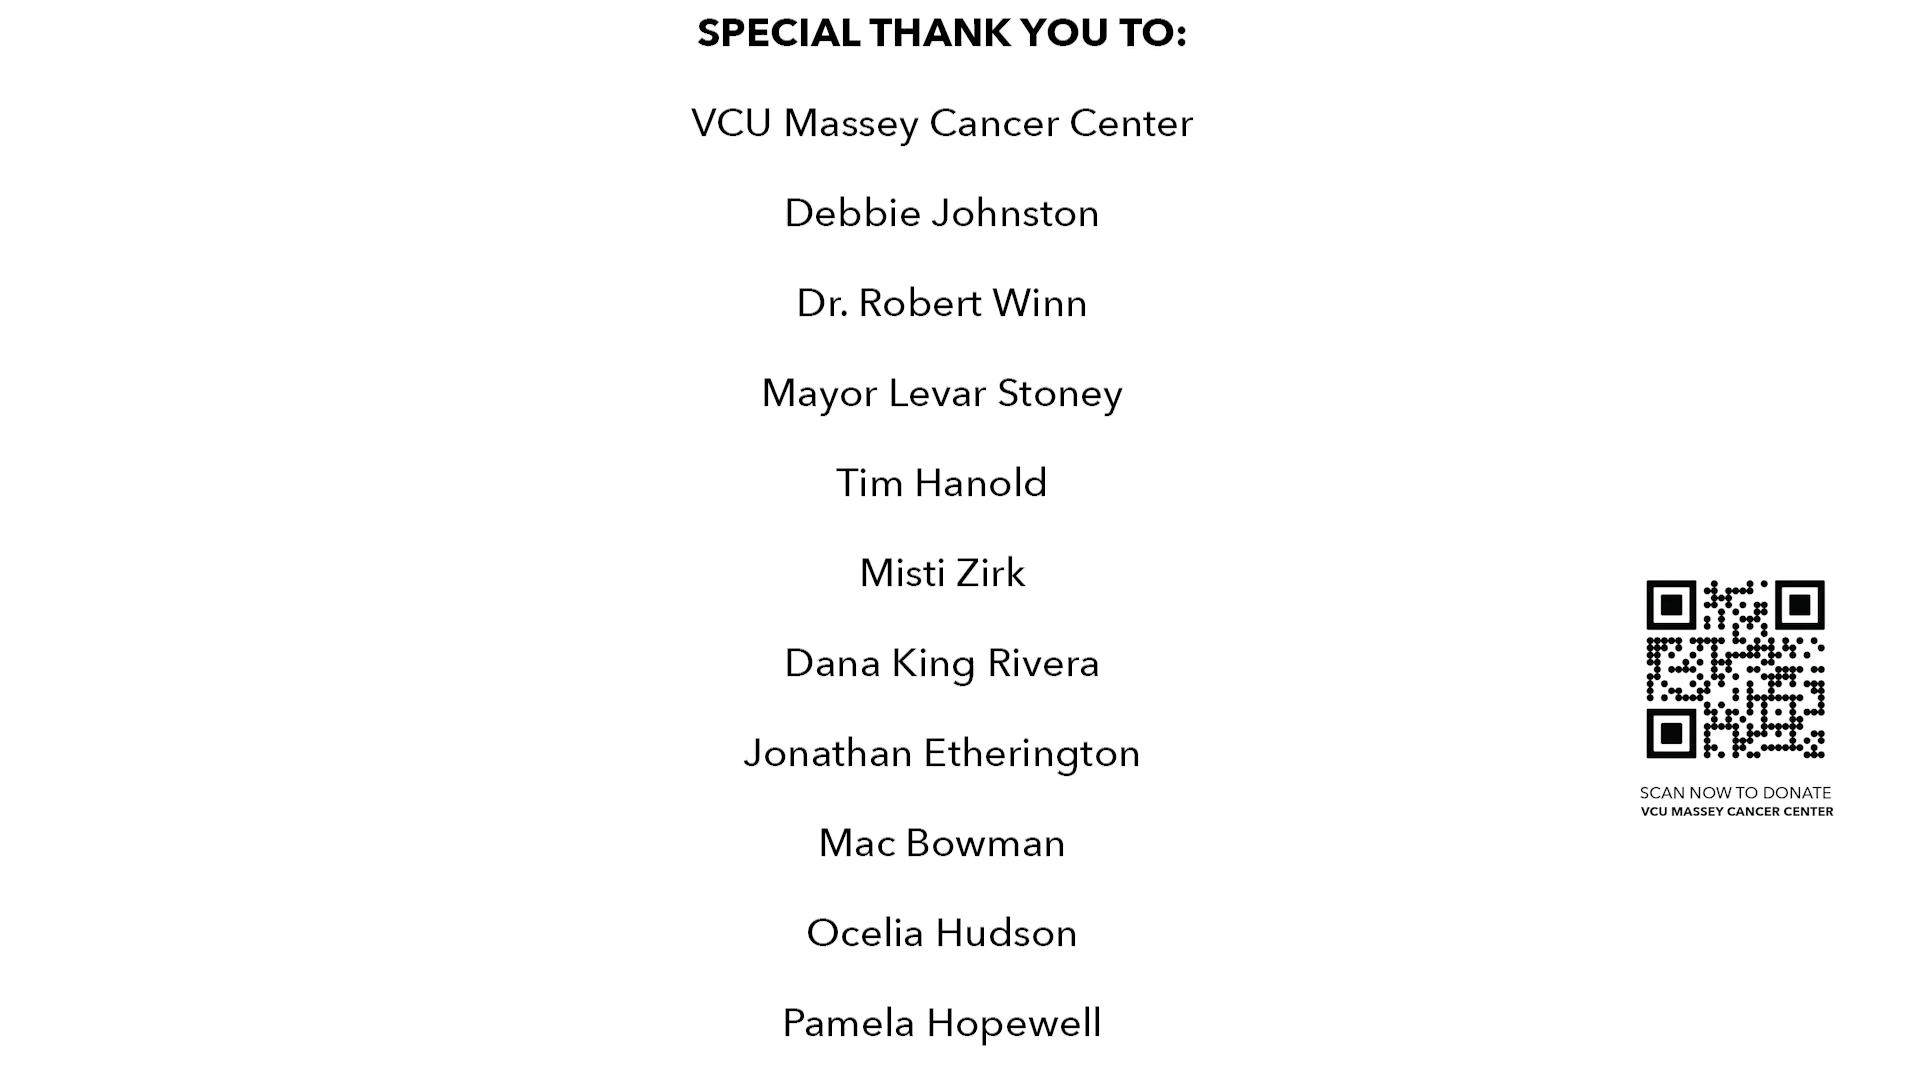 SPECIAL THANK YOU TO:
VCU Massey Cancer Center
Debbie Johnston
Dr. Robert Winn
Mayor Levar Stoney
Tim Hanold
Misti Zirk
Dana King Rivera
Jonathan Etherington
Mac Bowman
Ocelia Hudson
Pamela Hopewell
SCAN NOW TO DONATE
VCU MASSEY CANCER CENTER